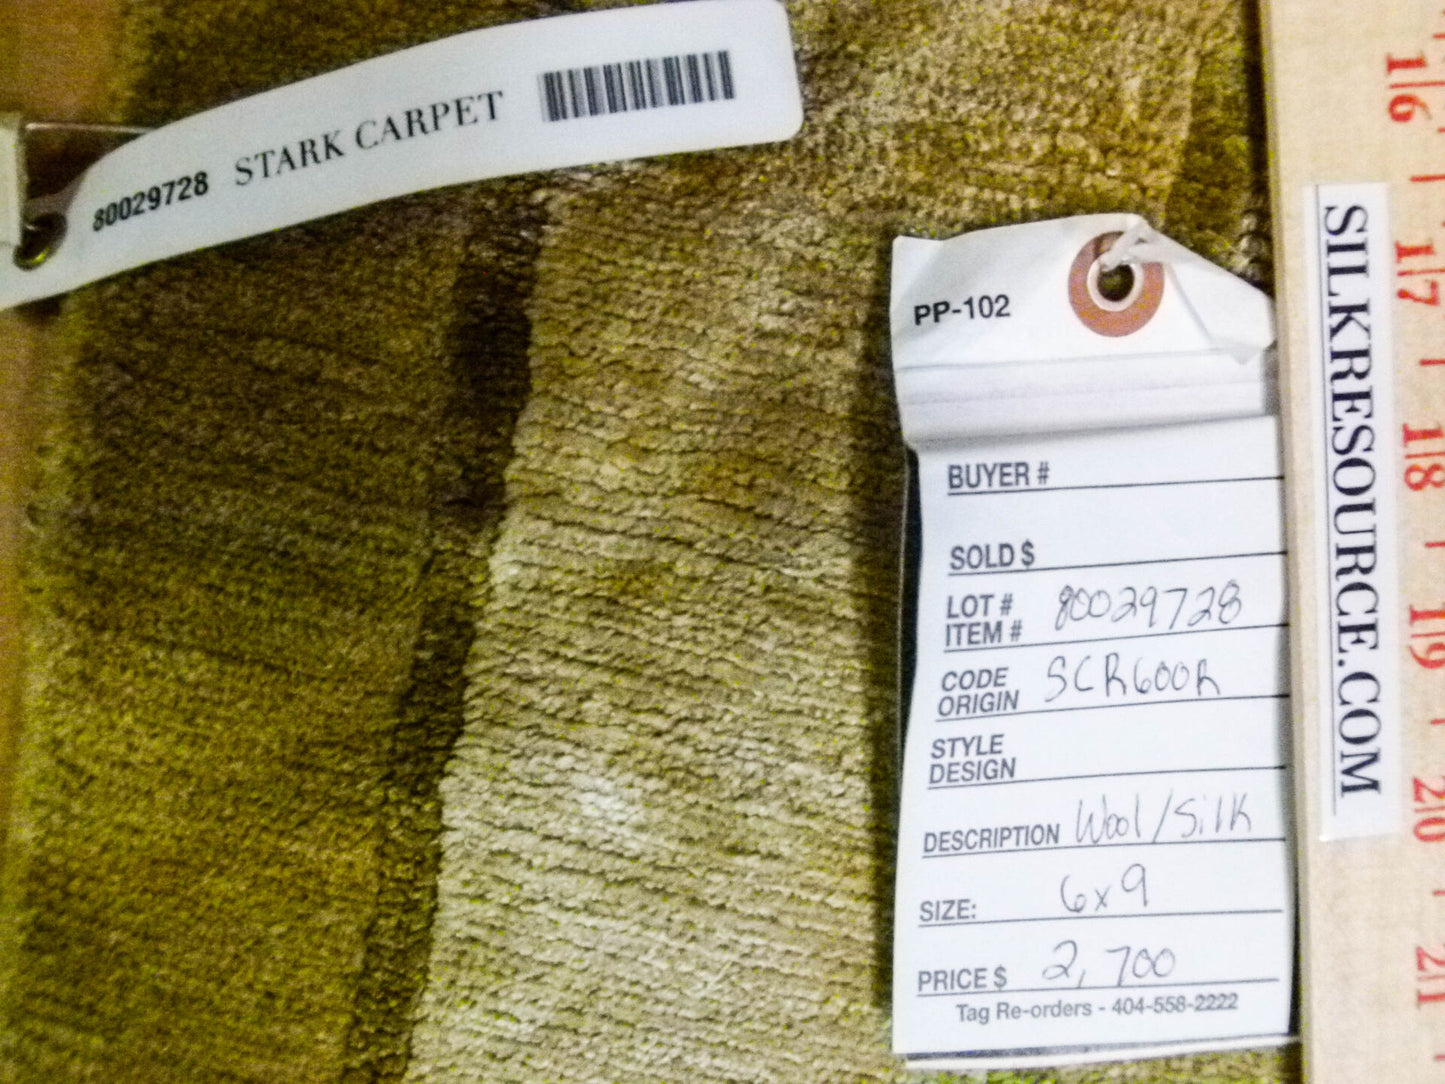 80029728 STARK CARPET
PP-102
BUYER #
SOLD $
LOT #
ITEM # 80029728
CODE
ORIGIN SCR600R
STYLE
DESIGN
DESCRIPTION Wool/Silk
SIZE: 6x9
PRICE $ 2,700
Tag Re-orders - 404-558-2222
SILKRESOURCE.COM
16
17
18
19
20
21